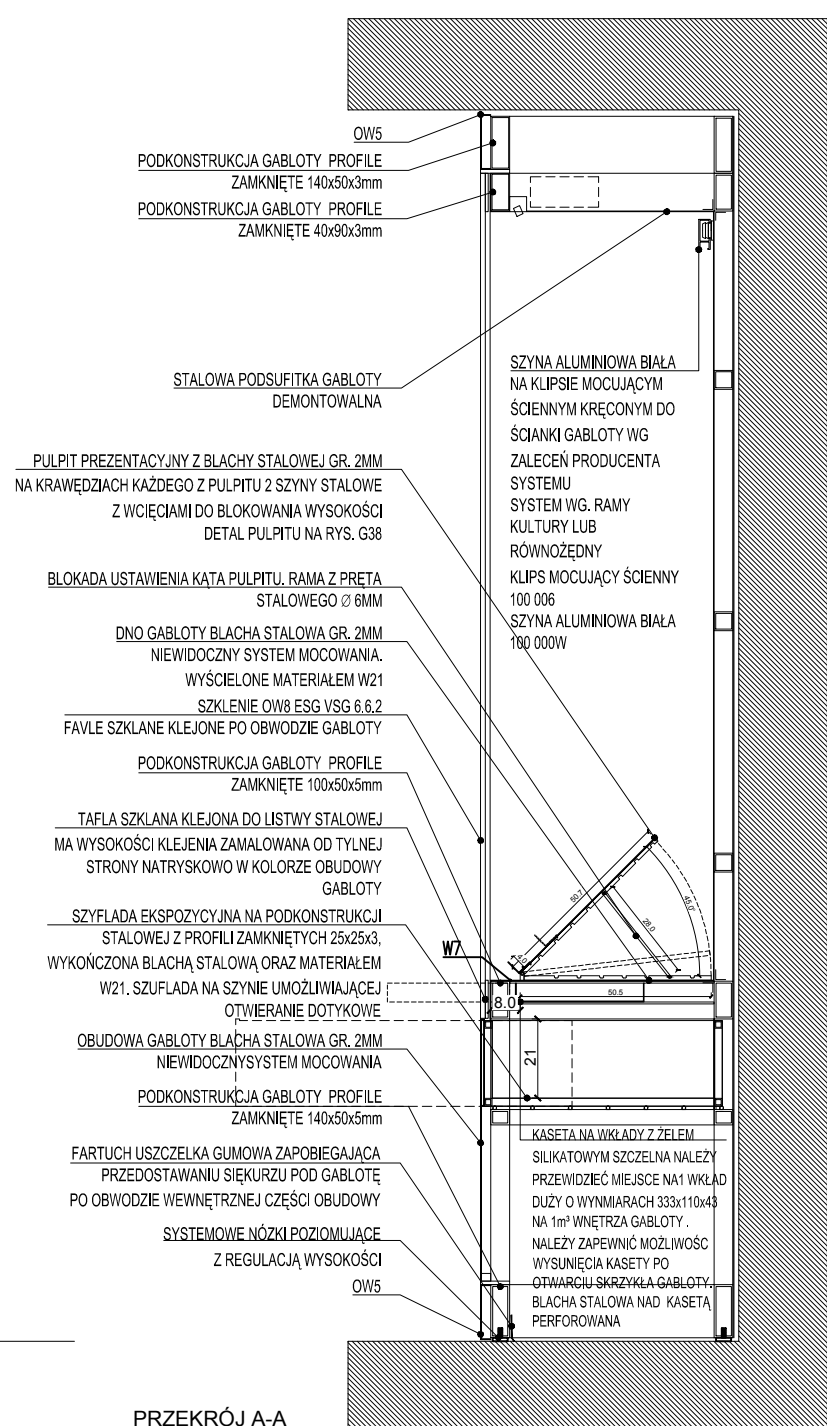 OW5
PODKONSTRUKCJA GABLOTY PROFILE
ZAMKNIĘTE 140x50x3mm
PODKONSTRUKCJA GABLOTY PROFILE
ZAMKNIĘTE 40x90x3mm
STALOWA PODSUFITKA GABLOTY
DEMONTOWALNA
SZYNA ALUMINIOWA BIAŁA
NA KLIPSIE MOCUJĄCYM
ŚCIENNYM KRĘCONYM DO
ŚCIANKI GABLOTY WG
ZALECEŃ PRODUCENTA
SYSTEMU
SYSTEM WG. RAMY
KULTURY LUB
RÓWNOŻĘDNY
KLIPS MOCUJĄCY ŚCIENNY
100 006
SZYNA ALUMINIOWA BIAŁA
100 000W
PULPIT PREZENTACYJNY Z BLACHY STALOWEJ GR. 2MM
NA KRAWĘDZIACH KAŻDEGO Z PULPITU 2 SZYNY STALOWE
Z WCIĘCIAMI DO BLOKOWANIA WYSOKOŚCI
DETAL PULPITU NA RYS. G38
BLOKADA USTAWIENIA KĄTA PULPITU. RAMA Z PRĘTA
STALOWEGO Ø 6MM
DNO GABLOTY BLACHA STALOWA GR. 2MM
NIEWIDOCZNY SYSTEM MOCOWANIA.
WYŚCIELONE MATERIAŁEM W21
SZKLENIE OW8 ESG VSG 6.6.2
FAVLE SZKLANE KLEJONE PO OBWODZIE GABLOTY
PODKONSTRUKCJA GABLOTY PROFILE
ZAMKNIĘTE 100x50x5mm
TAFLA SZKLANA KLEJONA DO LISTWY STALOWEJ
MA WYSOKOŚCI KLEJENIA ZAMALOWANA OD TYLNEJ
STRONY NATRYSKOWO W KOLORZE OBUDOWY
GABLOTY
SZYFLADA EKSPOZYCYJNA NA PODKONSTRUKCJI
STALOWEJ Z PROFILI ZAMKNIĘTYCH 25x25x3,
WYKOŃCZONA BLACHĄ STALOWĄ ORAZ MATERIAŁEM
W21. SZUFLADA NA SZYNIE UMOŻLIWIAJĄCEJ
OTWIERANIE DOTYKOWE
OBUDOWA GABLOTY BLACHA STALOWA GR. 2MM
NIEWIDOCZNYSYSTEM MOCOWANIA
PODKONSTRUKCJA GABLOTY PROFILE
ZAMKNIĘTE 140x50x5mm
FARTUCH USZCZELKA GUMOWA ZAPOBIEGAJĄCA
PRZEDOSTAWANIU SIĘKURZU POD GABLOTĘ
PO OBWODZIE WEWNĘTRZNEJ CZĘŚCI OBUDOWY
SYSTEMOWE NÓZKI POZIOMUJĄCE
Z REGULACJĄ WYSOKOŚCI
OW5
50.7
28.0
45.0°
4.0
W7
8.0
50.5
21
KASETA NA WKŁADY Z ŻELEM
SILIKATOWYM SZCZELNA NALEŻY
PRZEWIDZIEĆ MIEJSCE NA1 WKŁAD
DUŻY O WYNMIARACH 333x110x43
NA 1m³ WNĘTRZA GABLOTY .
NALEŻY ZAPEWNIĆ MOŻLIWOŚC
WYSUNIĘCIA KASETY PO
OTWARCIU SKRZYKŁA GABLOTY.
BLACHA STALOWA NAD KASETĄ
PERFOROWANA
PRZEKRÓJ A-A